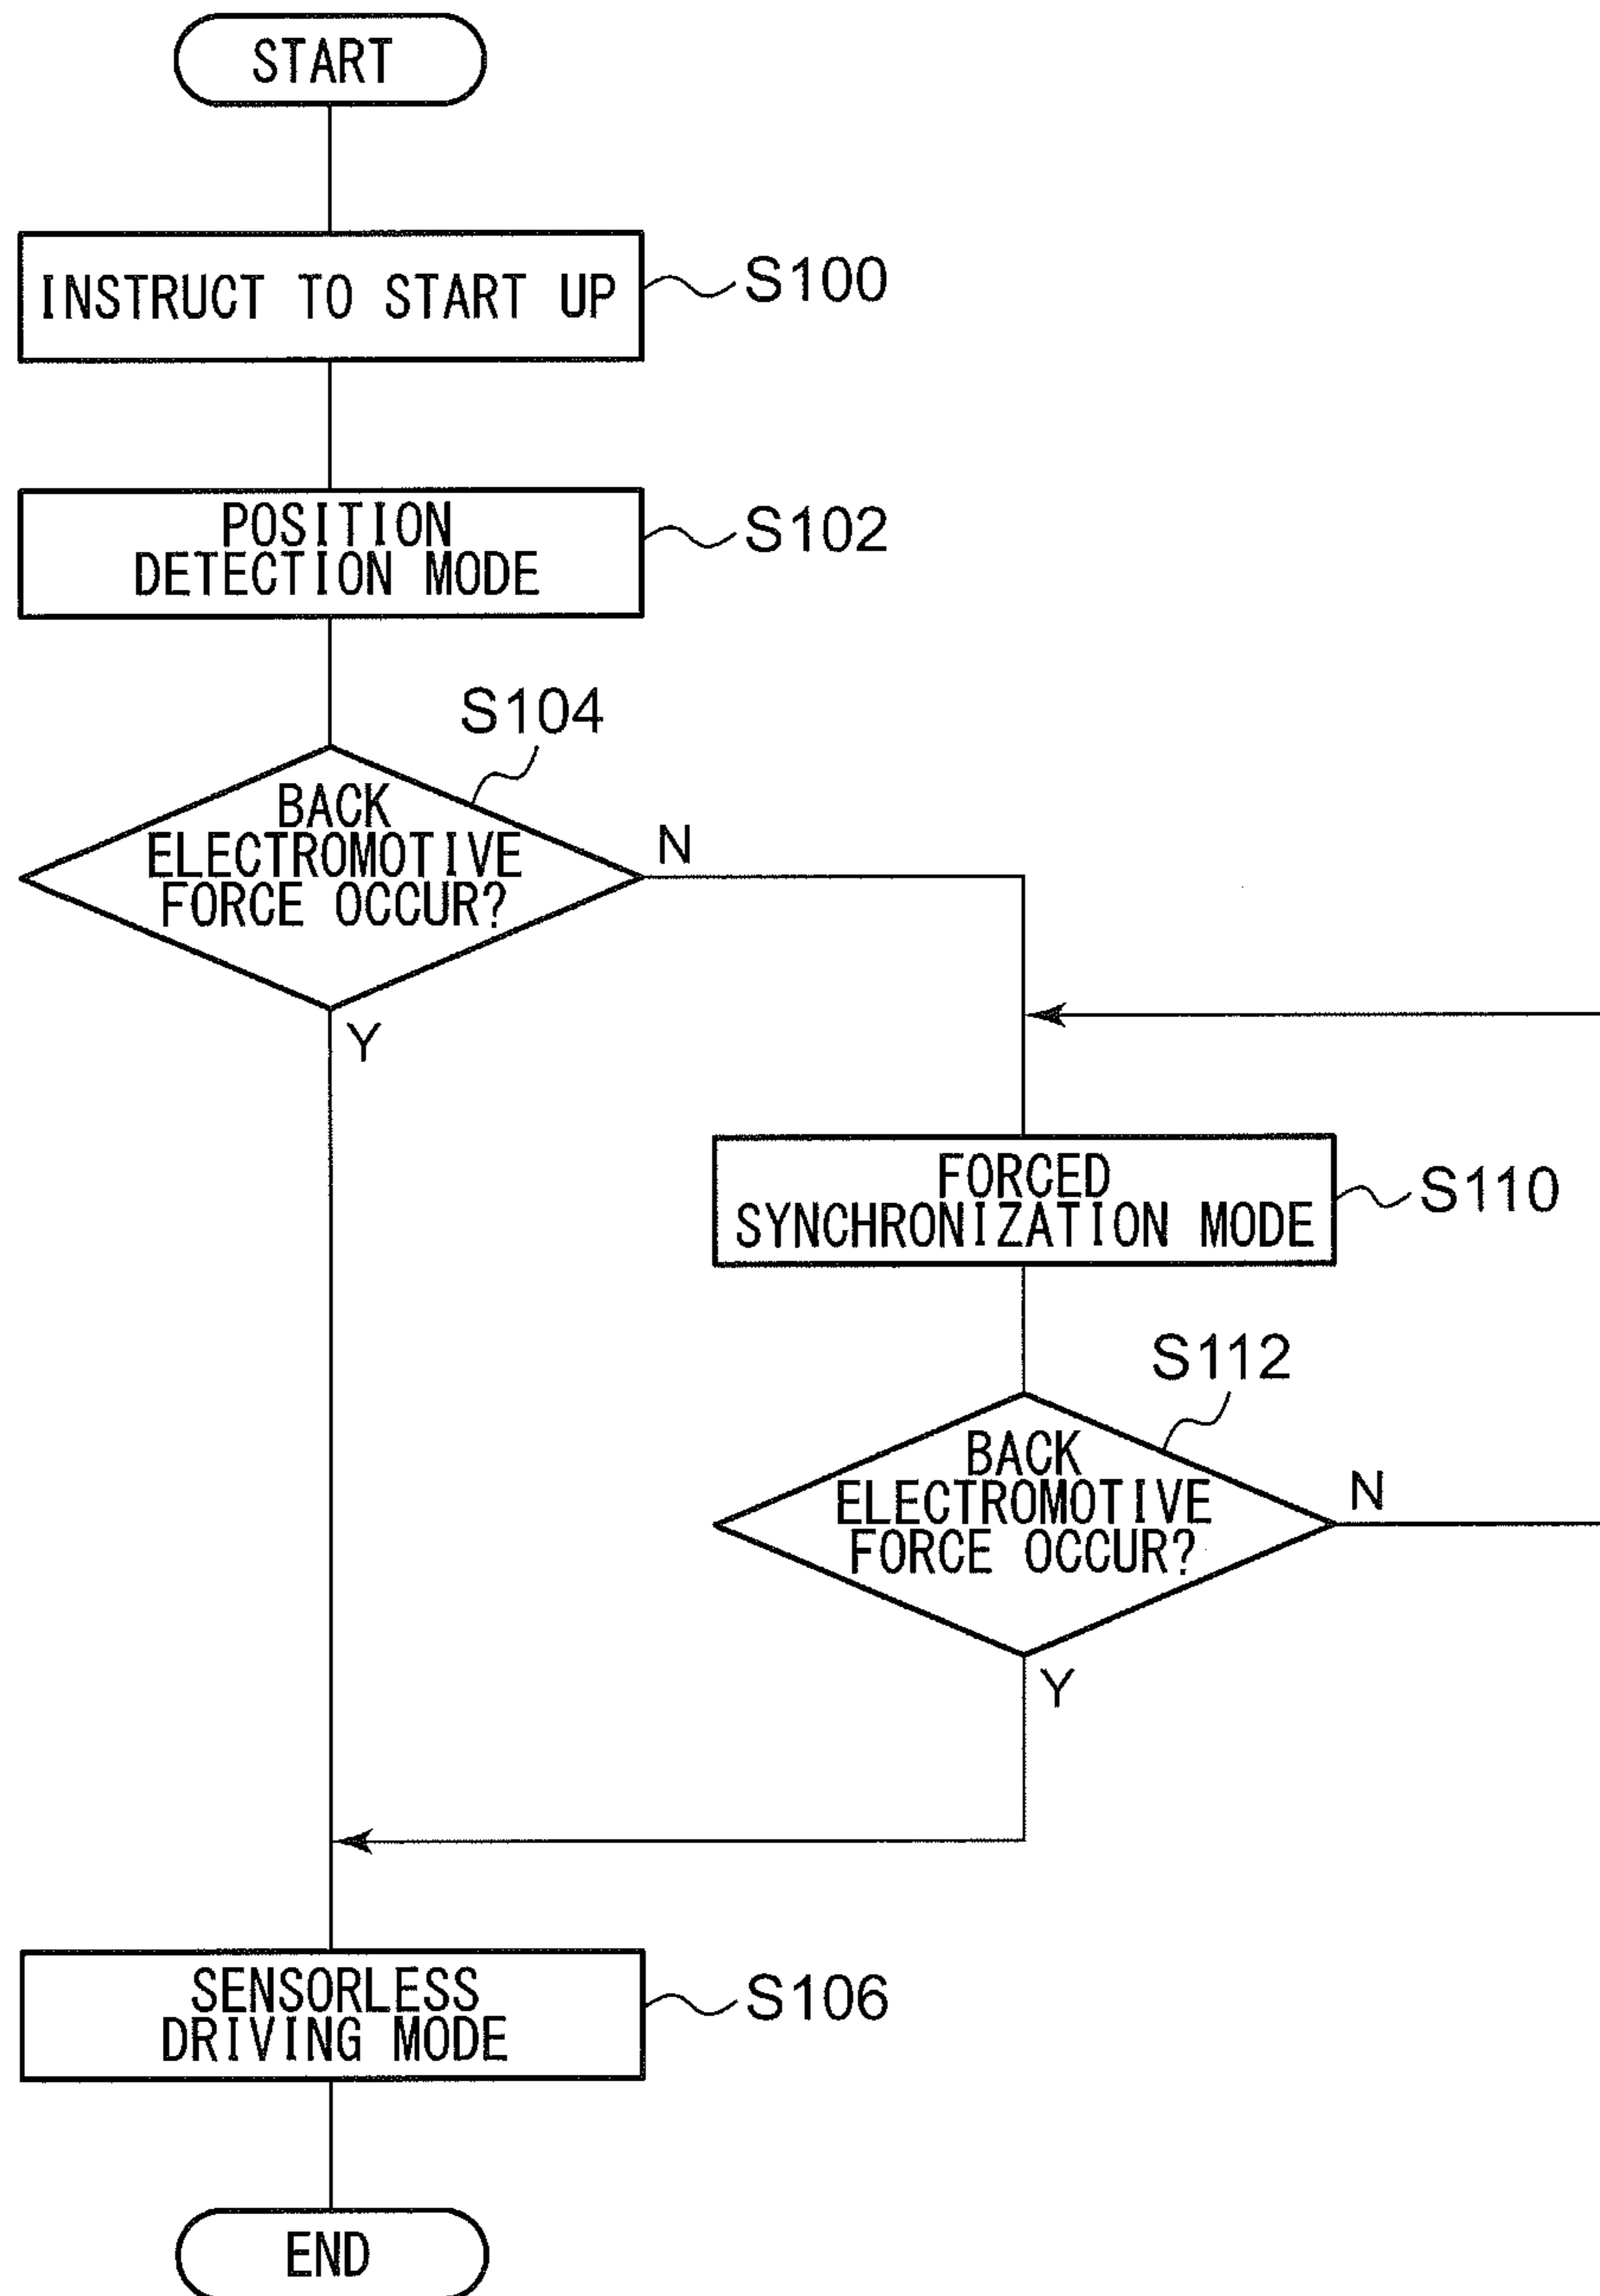 START
INSTRUCT TO START UP
S100
POSITION
DETECTION MODE
S102
S104
BACK
ELECTROMOTIVE
FORCE OCCUR?
N
Y
FORCED
SYNCHRONIZATION MODE
S110
S112
BACK
ELECTROMOTIVE
FORCE OCCUR?
N
Y
SENSORLESS
DRIVING MODE
S106
END